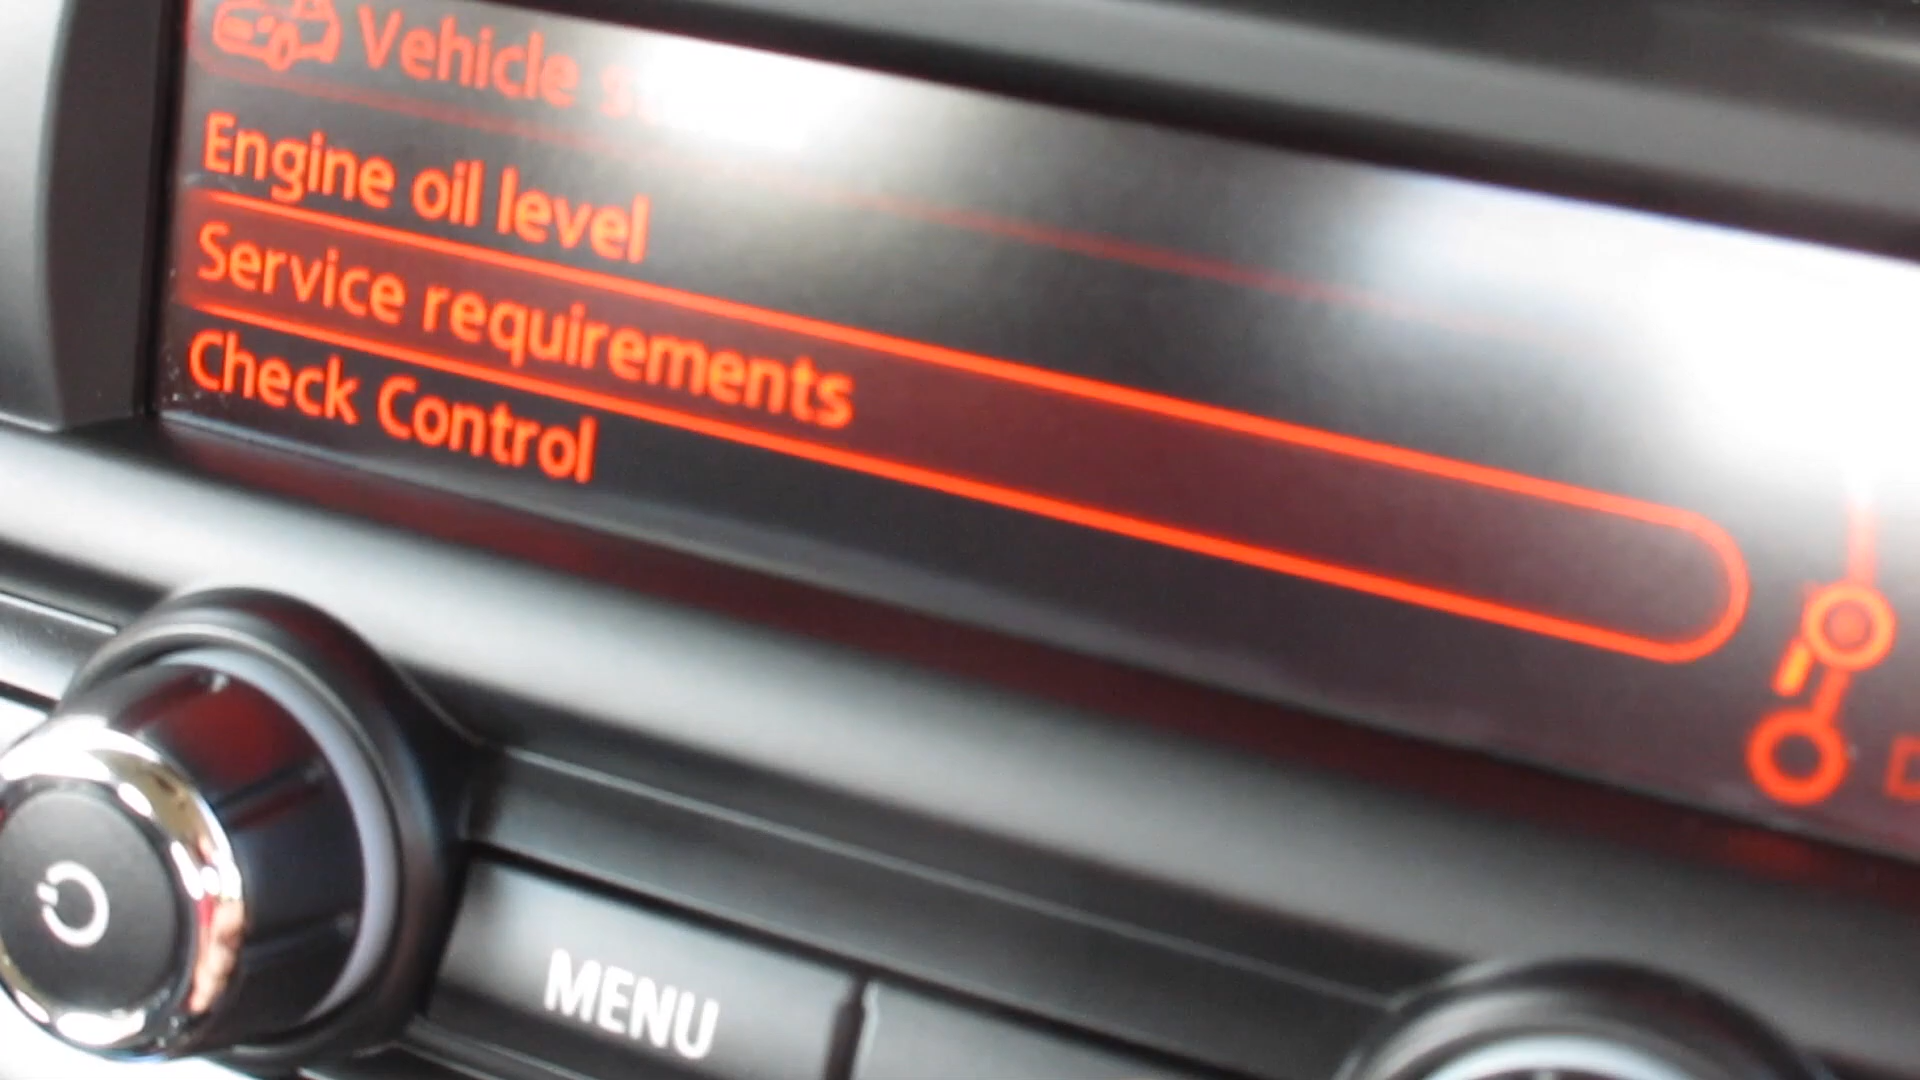 Vehicle
Engine oil level
Service requirements
Check Control
MENU